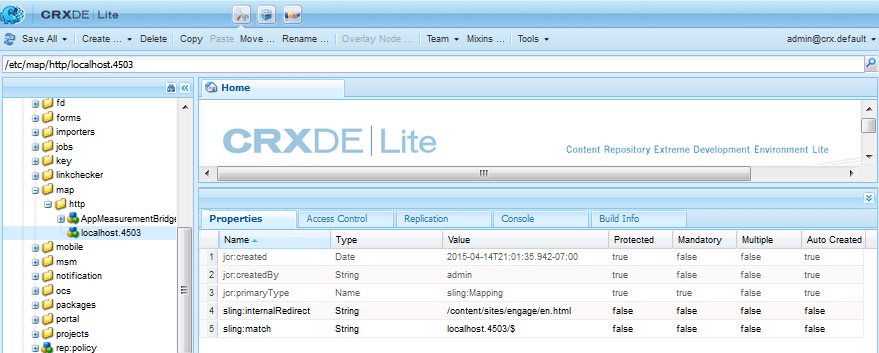 CRXDE | Lite
Save All Create ... Delete Copy Paste Move ... Rename ... Overlay Node ... Team Mixins ... Tools admin@crx.default
/etc/map/http/localhost.4503
fd
forms
importers
jobs
key
linkchecker
map
http
AppMeasurementBridge
localhost.4503
mobile
msm
notification
ocs
packages
portal
projects
rep:policy
Home
CRXDE | Lite
Content Repository Extreme Development Environment Lite
Properties Access Control Replication Console Build Info
Name Type Value Protected Mandatory Multiple Auto Created
1 jcr:created Date 2015-04-14T21:01:35.942-07:00 true false false true
2 jcr:createdBy String admin true false false true
3 jcr:primaryType Name sling:Mapping true true false true
4 sling:internalRedirect String /content/sites/engage/en.html false false false false
5 sling:match String localhost.4503/$ false false false false